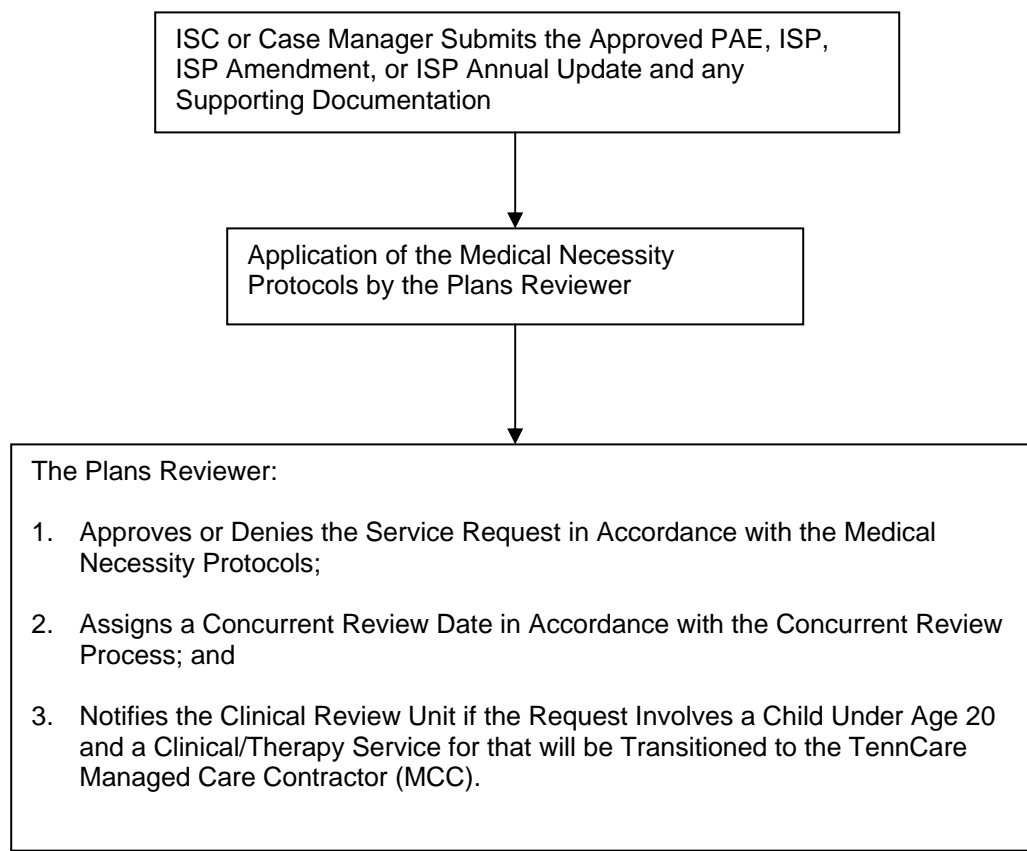 ISC or Case Manager Submits the Approved PAE, ISP,
ISP Amendment, or ISP Annual Update and any
Supporting Documentation
Application of the Medical Necessity
Protocols by the Plans Reviewer
The Plans Reviewer:
1. Approves or Denies the Service Request in Accordance with the Medical
Necessity Protocols;
2. Assigns a Concurrent Review Date in Accordance with the Concurrent Review
Process; and
3. Notifies the Clinical Review Unit if the Request Involves a Child Under Age 20
and a Clinical/Therapy Service for that will be Transitioned to the TennCare
Managed Care Contractor (MCC).